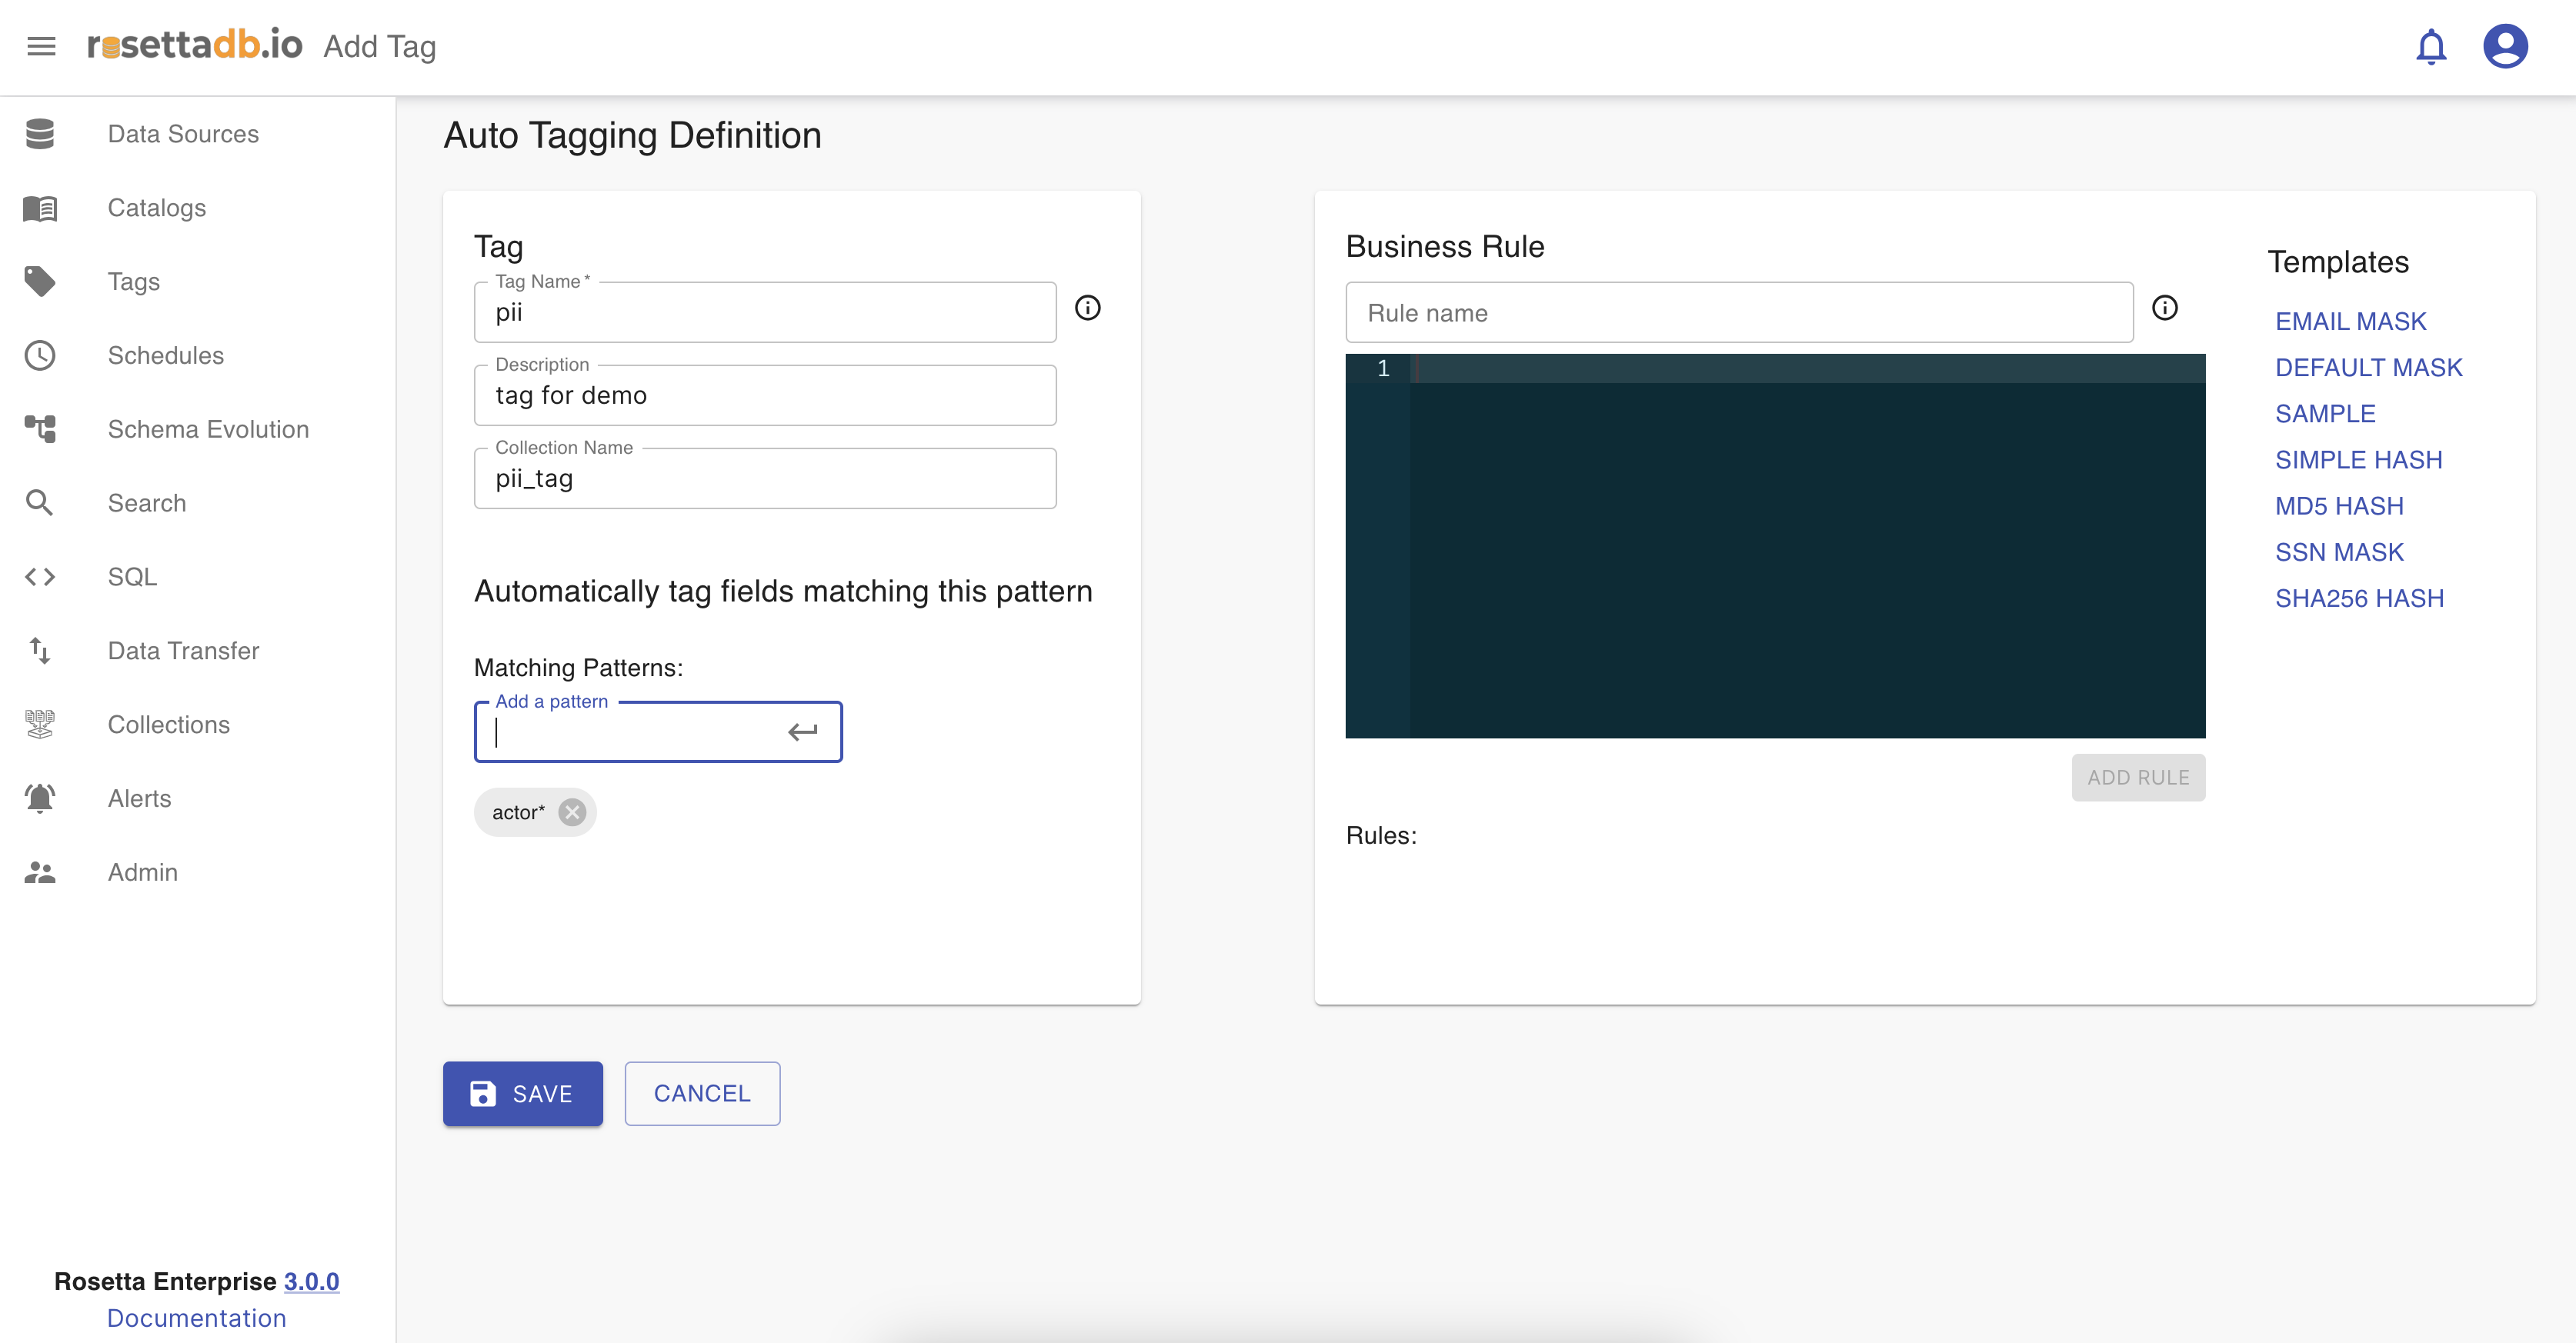 rosettadb.io Add Tag
Data Sources
Catalogs
Tags
Schedules
Schema Evolution
Search
SQL
Data Transfer
Collections
Alerts
Admin
Rosetta Enterprise 3.0.0
Documentation
Auto Tagging Definition
Tag
Tag Name *
pii
Description
tag for demo
Collection Name
pii_tag
Automatically tag fields matching this pattern
Matching Patterns:
Add a pattern
actor*
Business Rule
Rule name
1
ADD RULE
Rules:
Templates
EMAIL MASK
DEFAULT MASK
SAMPLE
SIMPLE HASH
MD5 HASH
SSN MASK
SHA256 HASH
SAVE
CANCEL